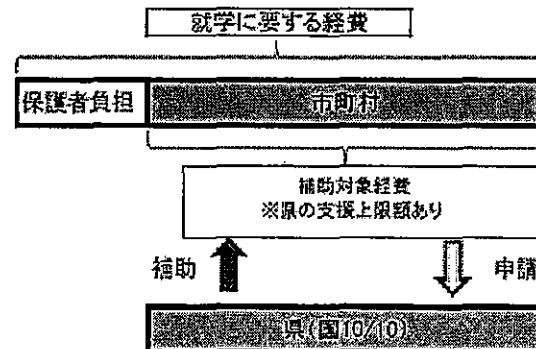 就学に要する経費
保護者負担
市町村
補助対象経費
※県の支援上限額あり
補助
申請
県(国10/10)